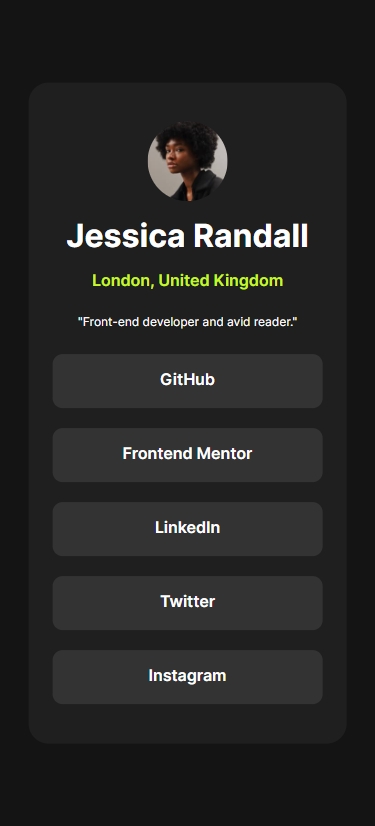 Jessica Randall
London, United Kingdom
"Front-end developer and avid reader."
GitHub
Frontend Mentor
LinkedIn
Twitter
Instagram